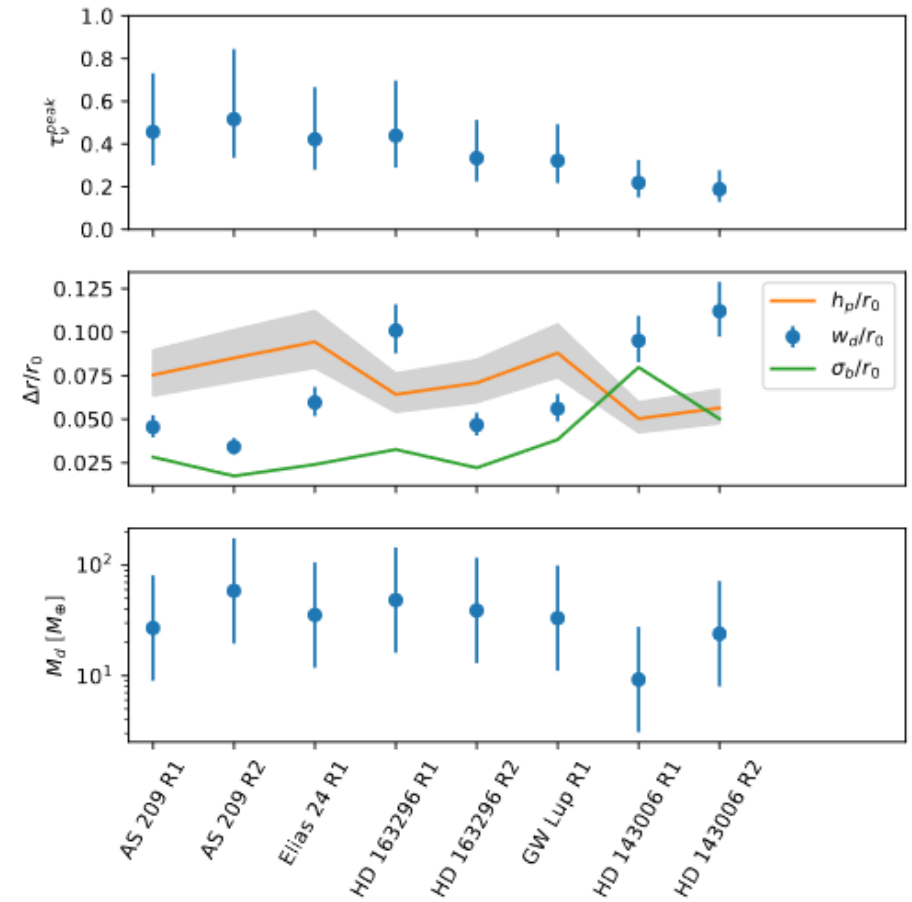 1.0
0.8
0.6
0.4
0.2
0.0
τ_ν^peak
0.125
0.100
0.075
0.050
0.025
Δr/r₀
h_p/r₀
w_d/r₀
σ_b/r₀
10²
10¹
M_d [M_⊕]
AS 209 R1
AS 209 R2
Elias 24 R1
HD 163296 R1
HD 163296 R2
GW Lup R1
HD 143006 R1
HD 143006 R2